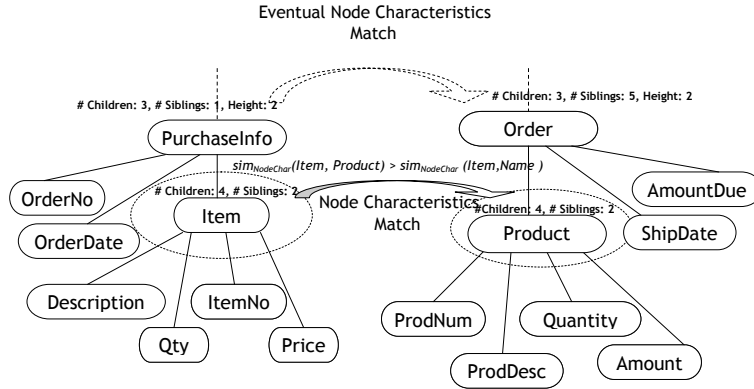 Eventual Node Characteristics
Match
# Children: 3, # Siblings: 1, Height: 2
# Children: 3, # Siblings: 5, Height: 2
PurchaseInfo
Order
sim_NodeChar(Item, Product) > sim_NodeChar (Item,Name )
OrderNo
# Children: 4, # Siblings: 2
AmountDue
Item
Node Characteristics
Match
#Children: 4, # Siblings: 2
OrderDate
Product
ShipDate
Description
ItemNo
ProdNum
Quantity
Qty
Price
ProdDesc
Amount